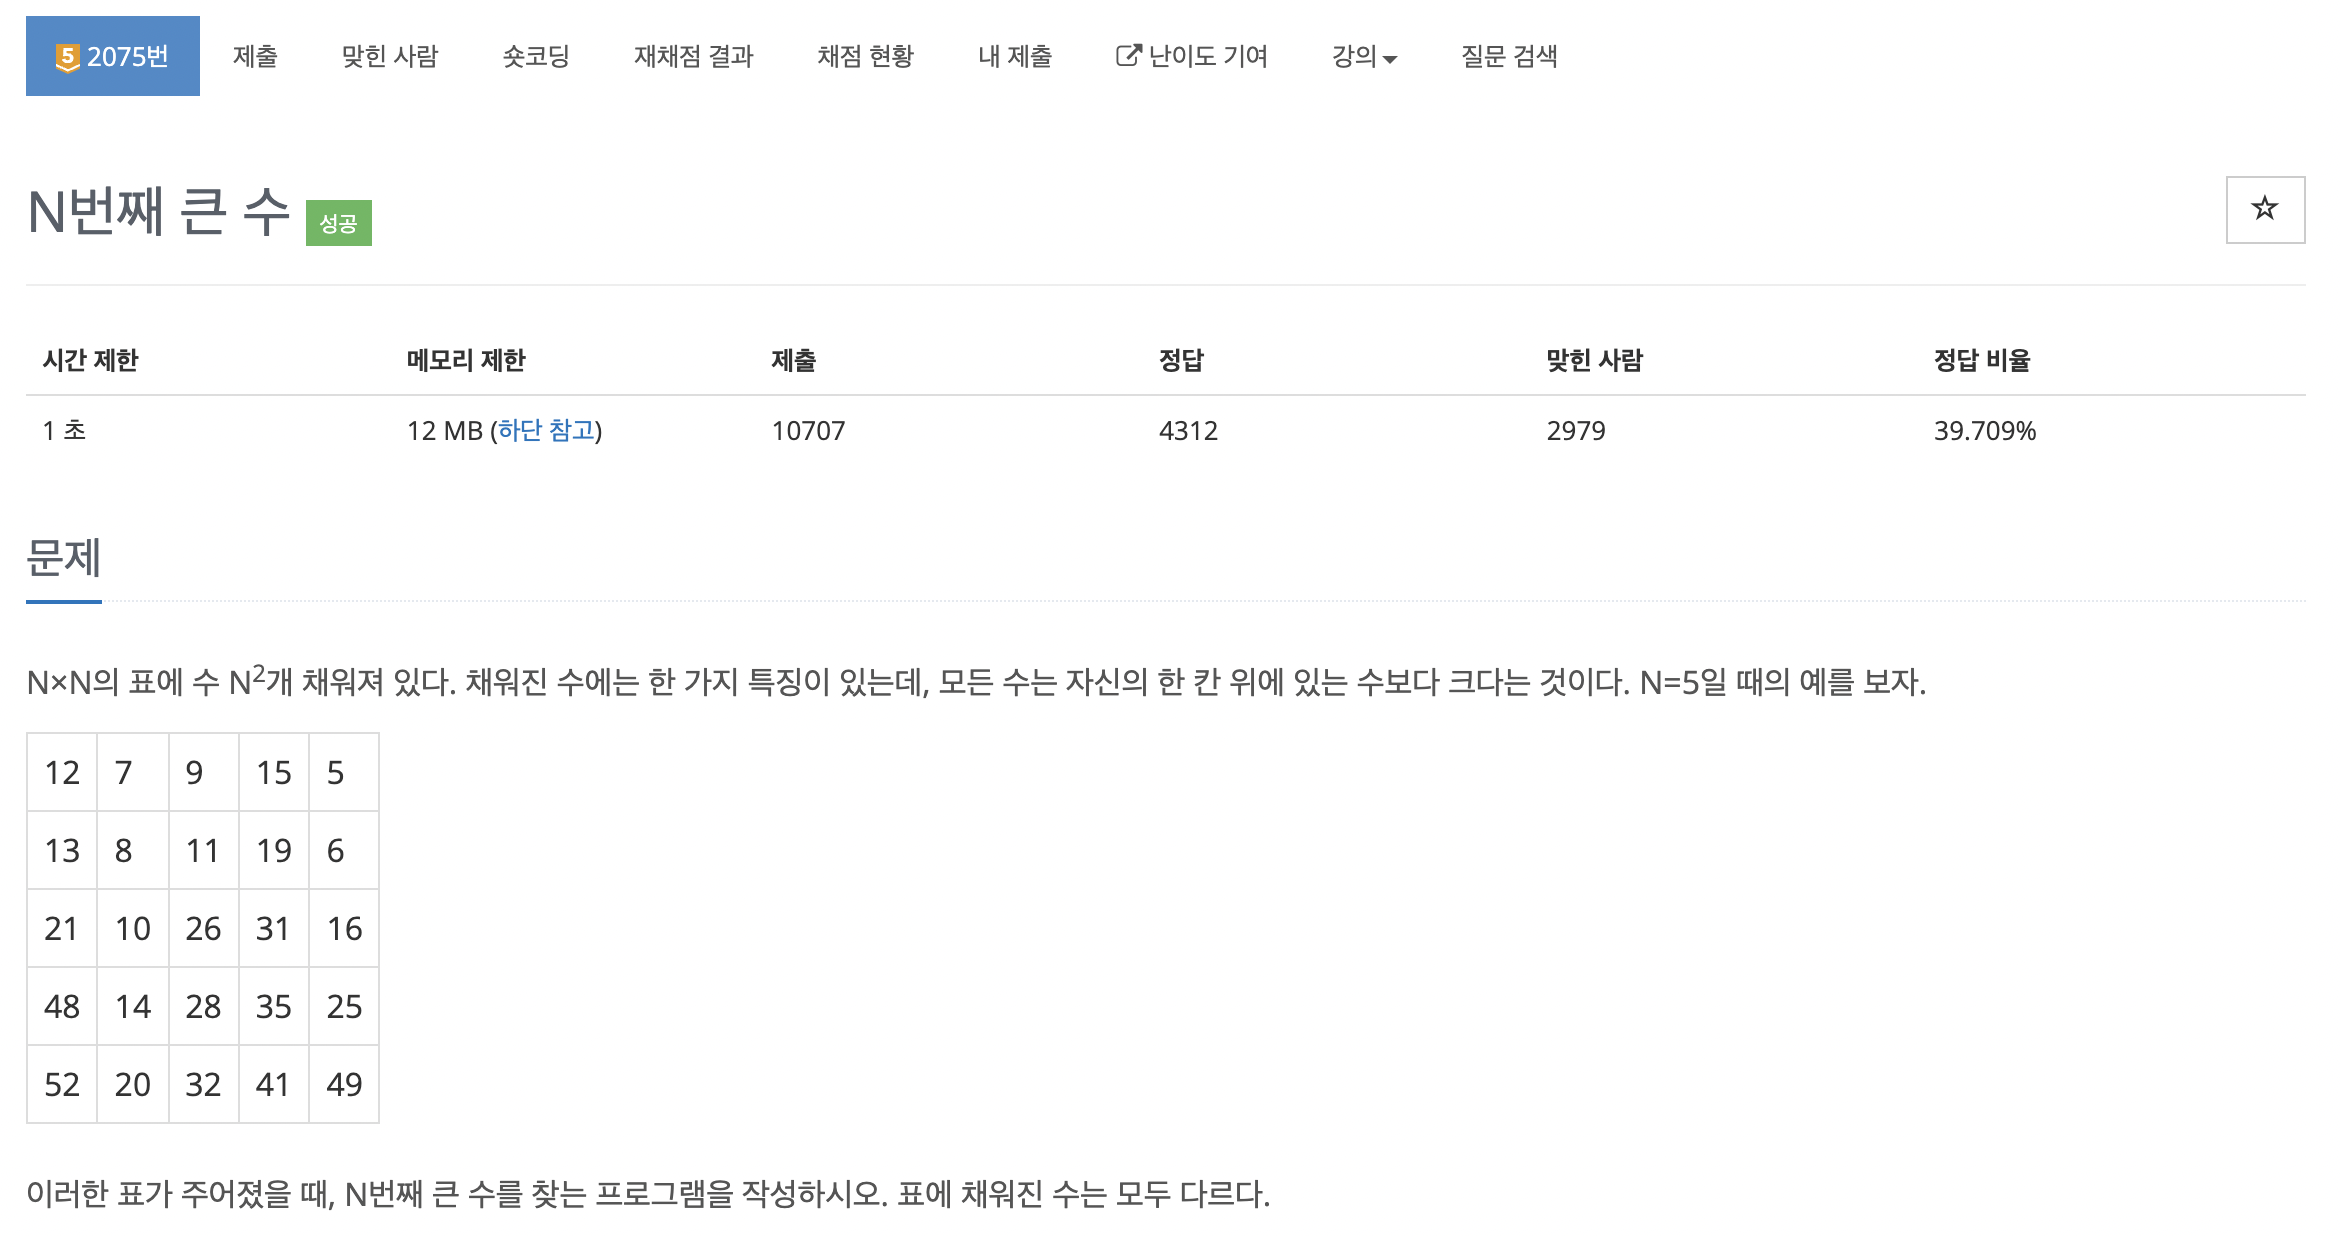 5 2075번 제출 맞힌 사람 숏코딩 재채점 결과 채점 현황 내 제출 난이도 기여 강의 질문 검색
N번째 큰 수 성공
시간 제한 메모리 제한 제출 정답 맞힌 사람 정답 비율
1 초 12 MB (하단 참고) 10707 4312 2979 39.709%
문제
N×N의 표에 수 N²개 채워져 있다. 채워진 수에는 한 가지 특징이 있는데, 모든 수는 자신의 한 칸 위에 있는 수보다 크다는 것이다. N=5일 때의 예를 보자.
12 7 9 15 5
13 8 11 19 6
21 10 26 31 16
48 14 28 35 25
52 20 32 41 49
이러한 표가 주어졌을 때, N번째 큰 수를 찾는 프로그램을 작성하시오. 표에 채워진 수는 모두 다르다.